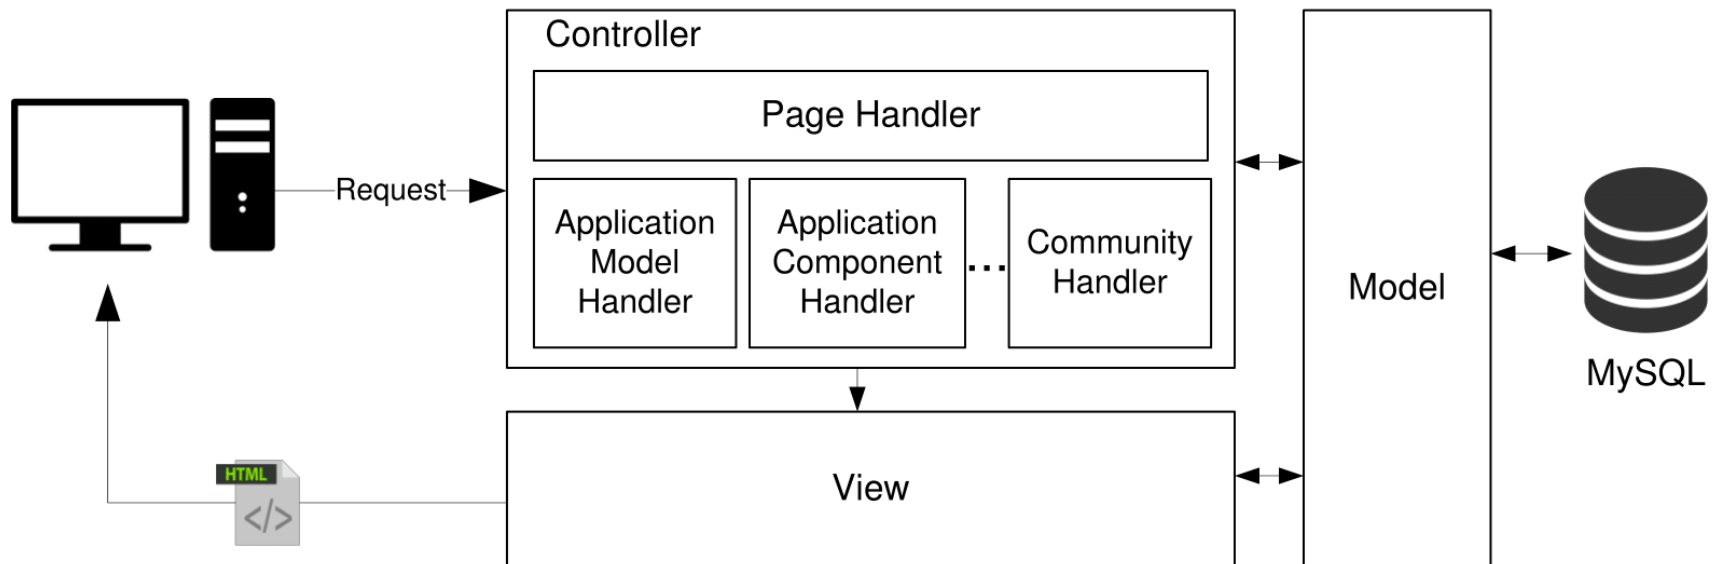 Controller
Page Handler
Request
Application
Model
Handler
Application
Component
Handler
...
Community
Handler
Model
MySQL
HTML
</>
View